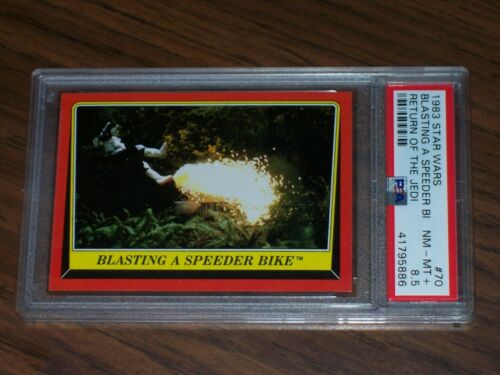 BLASTING A SPEEDER BIKE™
1983 STAR WARS #70
BLASTING A SPEEDER BI NM - MT +
RETURN OF THE JEDI 8.5
PSA 41795886